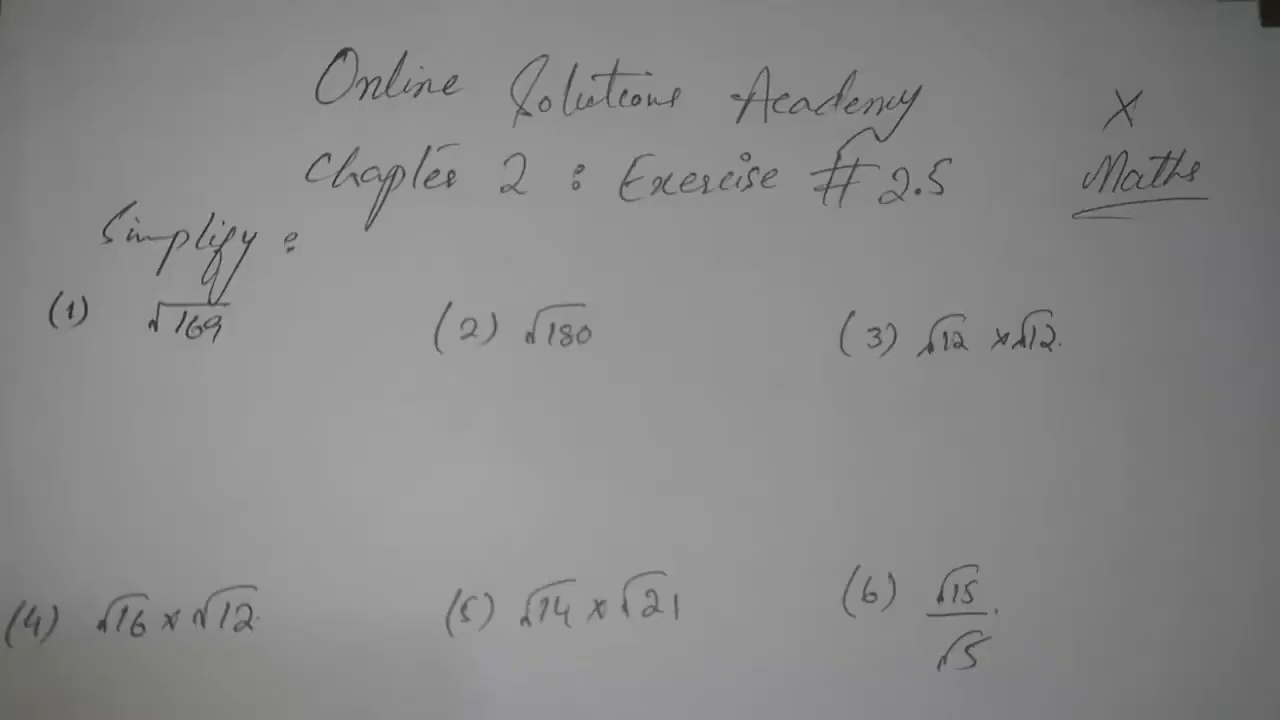 Online Solutions Academy
X
Chapter 2 : Exercise # 2.5
Maths
Simplify :
(1) √169
(2) √180
(3) √12 × √12.
(4) √16 × √12.
(5) √14 × √21
(6) √15 / √5.